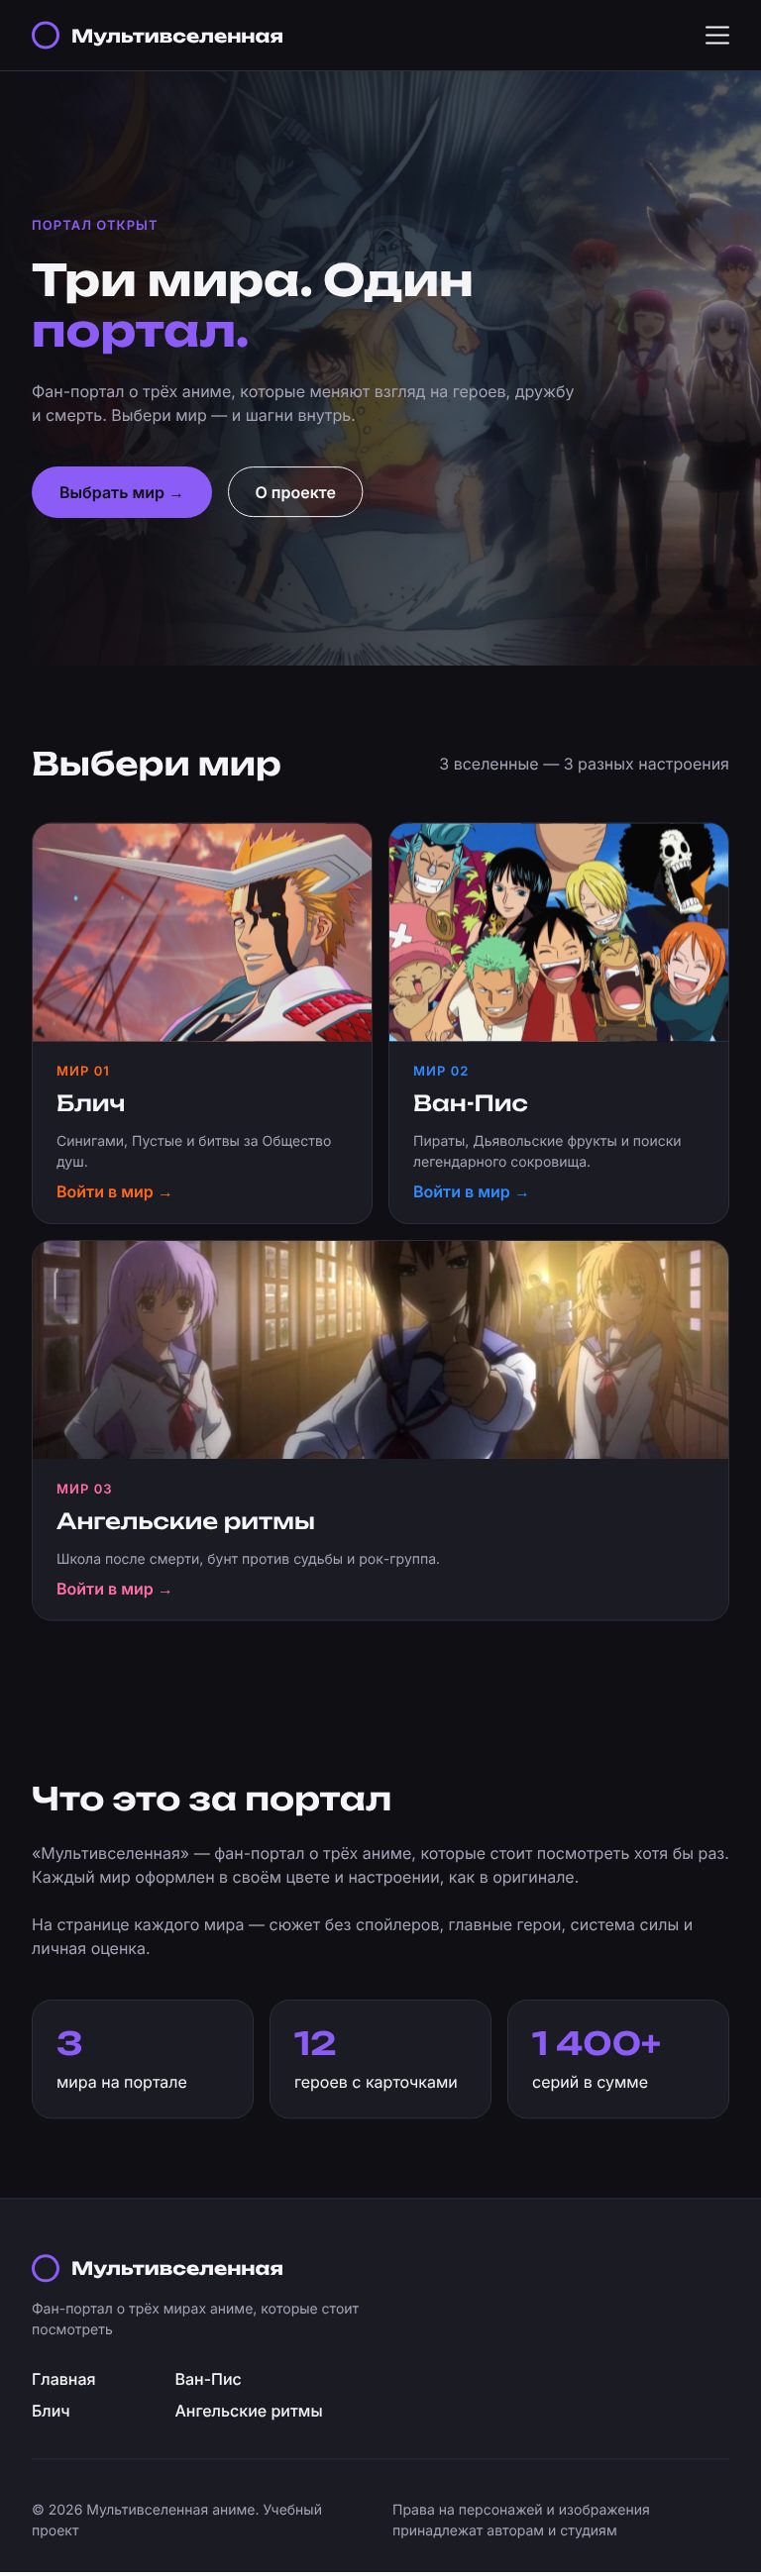 Мультивселенная
ПОРТАЛ ОТКРЫТ
Три мира. Один
портал.
Фан-портал о трёх аниме, которые меняют взгляд на героев, дружбу
и смерть. Выбери мир — и шагни внутрь.
Выбрать мир →
О проекте
Выбери мир
3 вселенные — 3 разных настроения
МИР 01
Блич
Синигами, Пустые и битвы за Общество
душ.
Войти в мир →
МИР 02
Ван-Пис
Пираты, Дьявольские фрукты и поиски
легендарного сокровища.
Войти в мир →
МИР 03
Ангельские ритмы
Школа после смерти, бунт против судьбы и рок-группа.
Войти в мир →
Что это за портал
«Мультивселенная» — фан-портал о трёх аниме, которые стоит посмотреть хотя бы раз.
Каждый мир оформлен в своём цвете и настроении, как в оригинале.
На странице каждого мира — сюжет без спойлеров, главные герои, система силы и
личная оценка.
3
мира на портале
12
героев с карточками
1 400+
серий в сумме
Мультивселенная
Фан-портал о трёх мирах аниме, которые стоит
посмотреть
Главная
Ван-Пис
Блич
Ангельские ритмы
© 2026 Мультивселенная аниме. Учебный
проект
Права на персонажей и изображения
принадлежат авторам и студиям